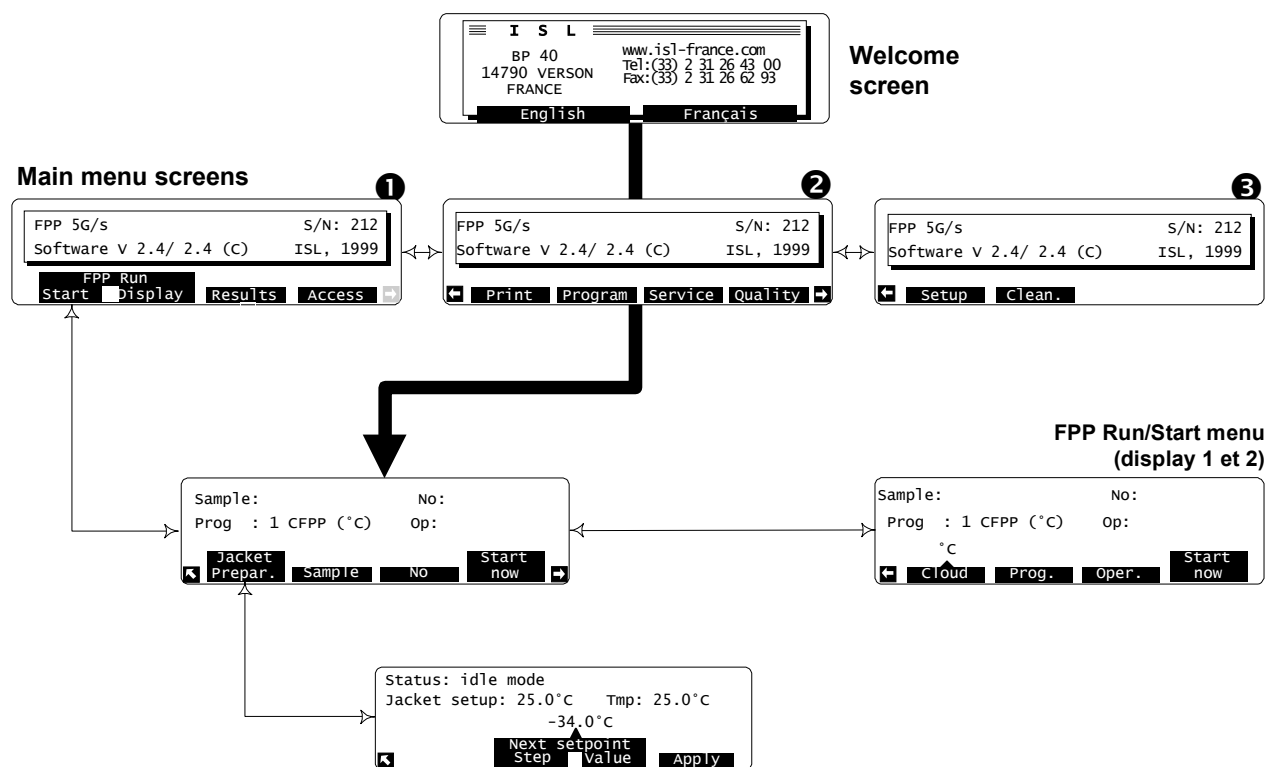 I S L
BP 40
14790 VERSON
FRANCE
www.isl-france.com
Tel:(33) 2 31 26 43 00
Fax:(33) 2 31 26 62 93
English Français
Welcome
screen
Main menu screens
1
FPP 5G/s S/N: 212
Software V 2.4/ 2.4 (C) ISL, 1999
FPP Run
Start Display Results Access
2
FPP 5G/s S/N: 212
Software V 2.4/ 2.4 (C) ISL, 1999
Print Program Service Quality
3
FPP 5G/s S/N: 212
Software V 2.4/ 2.4 (C) ISL, 1999
Setup Clean.
Sample: No:
Prog : 1 CFPP (°C) Op:
Jacket
Prepar. Sample No Start
now
FPP Run/Start menu
(display 1 et 2)
Sample: No:
Prog : 1 CFPP (°C) Op:
°C
Cloud Prog. Oper. Start
now
Status: idle mode
Jacket setup: 25.0°C Tmp: 25.0°C
-34.0°C
Next setpoint
Step Value Apply